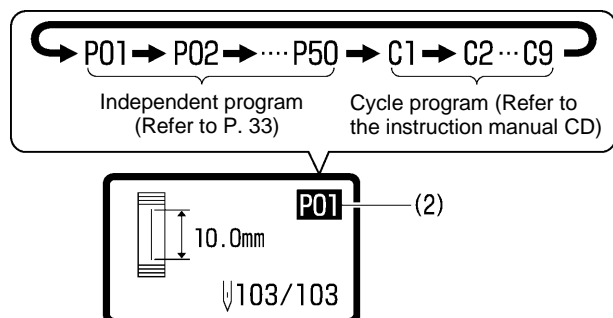 P01 → P02 → ···· P50 → C1 → C2 ··· C9
Independent program
(Refer to P. 33)
Cycle program (Refer to
the instruction manual CD)
P01
(2)
10.0mm
103/103